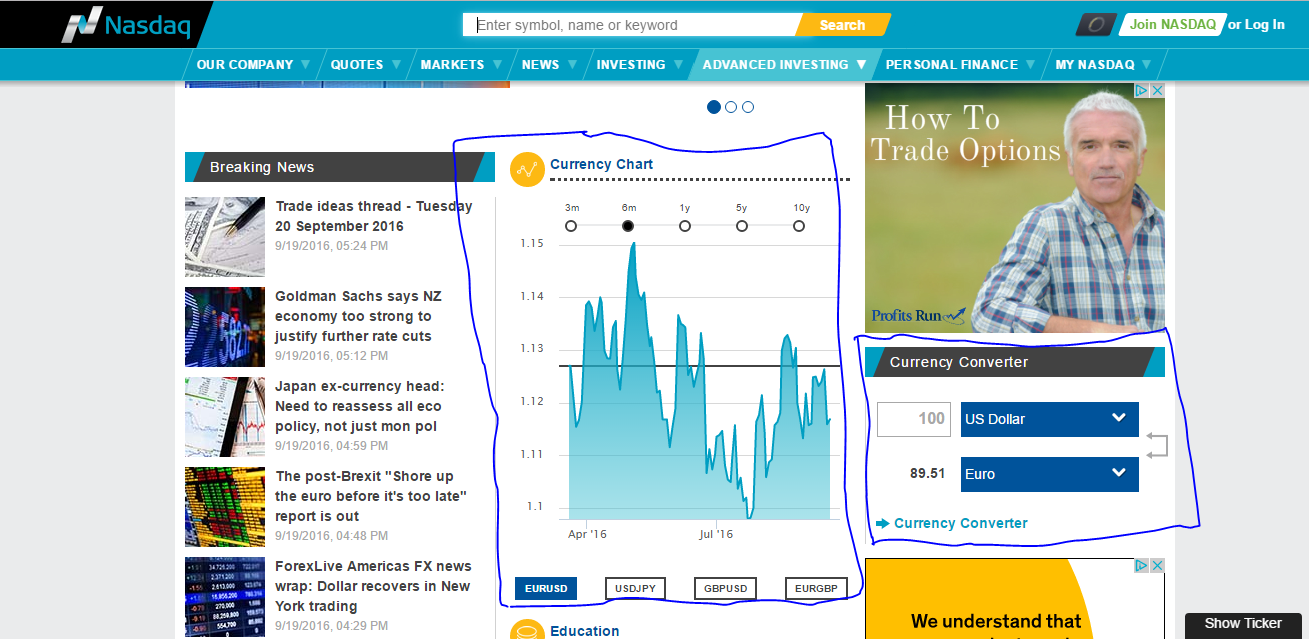 Nasdaq
Enter symbol, name or keyword
Search
Join NASDAQ or Log In
OUR COMPANY QUOTES MARKETS NEWS INVESTING ADVANCED INVESTING PERSONAL FINANCE MY NASDAQ
Breaking News
Trade ideas thread - Tuesday
20 September 2016
9/19/2016, 05:24 PM
Goldman Sachs says NZ
economy too strong to
justify further rate cuts
9/19/2016, 05:12 PM
Japan ex-currency head:
Need to reassess all eco
policy, not just mon pol
9/19/2016, 04:59 PM
The post-Brexit "Shore up
the euro before it's too late"
report is out
9/19/2016, 04:48 PM
ForexLive Americas FX news
wrap: Dollar recovers in New
York trading
9/19/2016, 04:29 PM
Currency Chart
3m 6m 1y 5y 10y
1.15
1.14
1.13
1.12
1.11
1.1
Apr '16 Jul '16
EURUSD USDJPY GBPUSD EURGBP
Education
How To
Trade Options
Profits Run
Currency Converter
100 US Dollar
89.51 Euro
Currency Converter
We understand that
Show Ticker